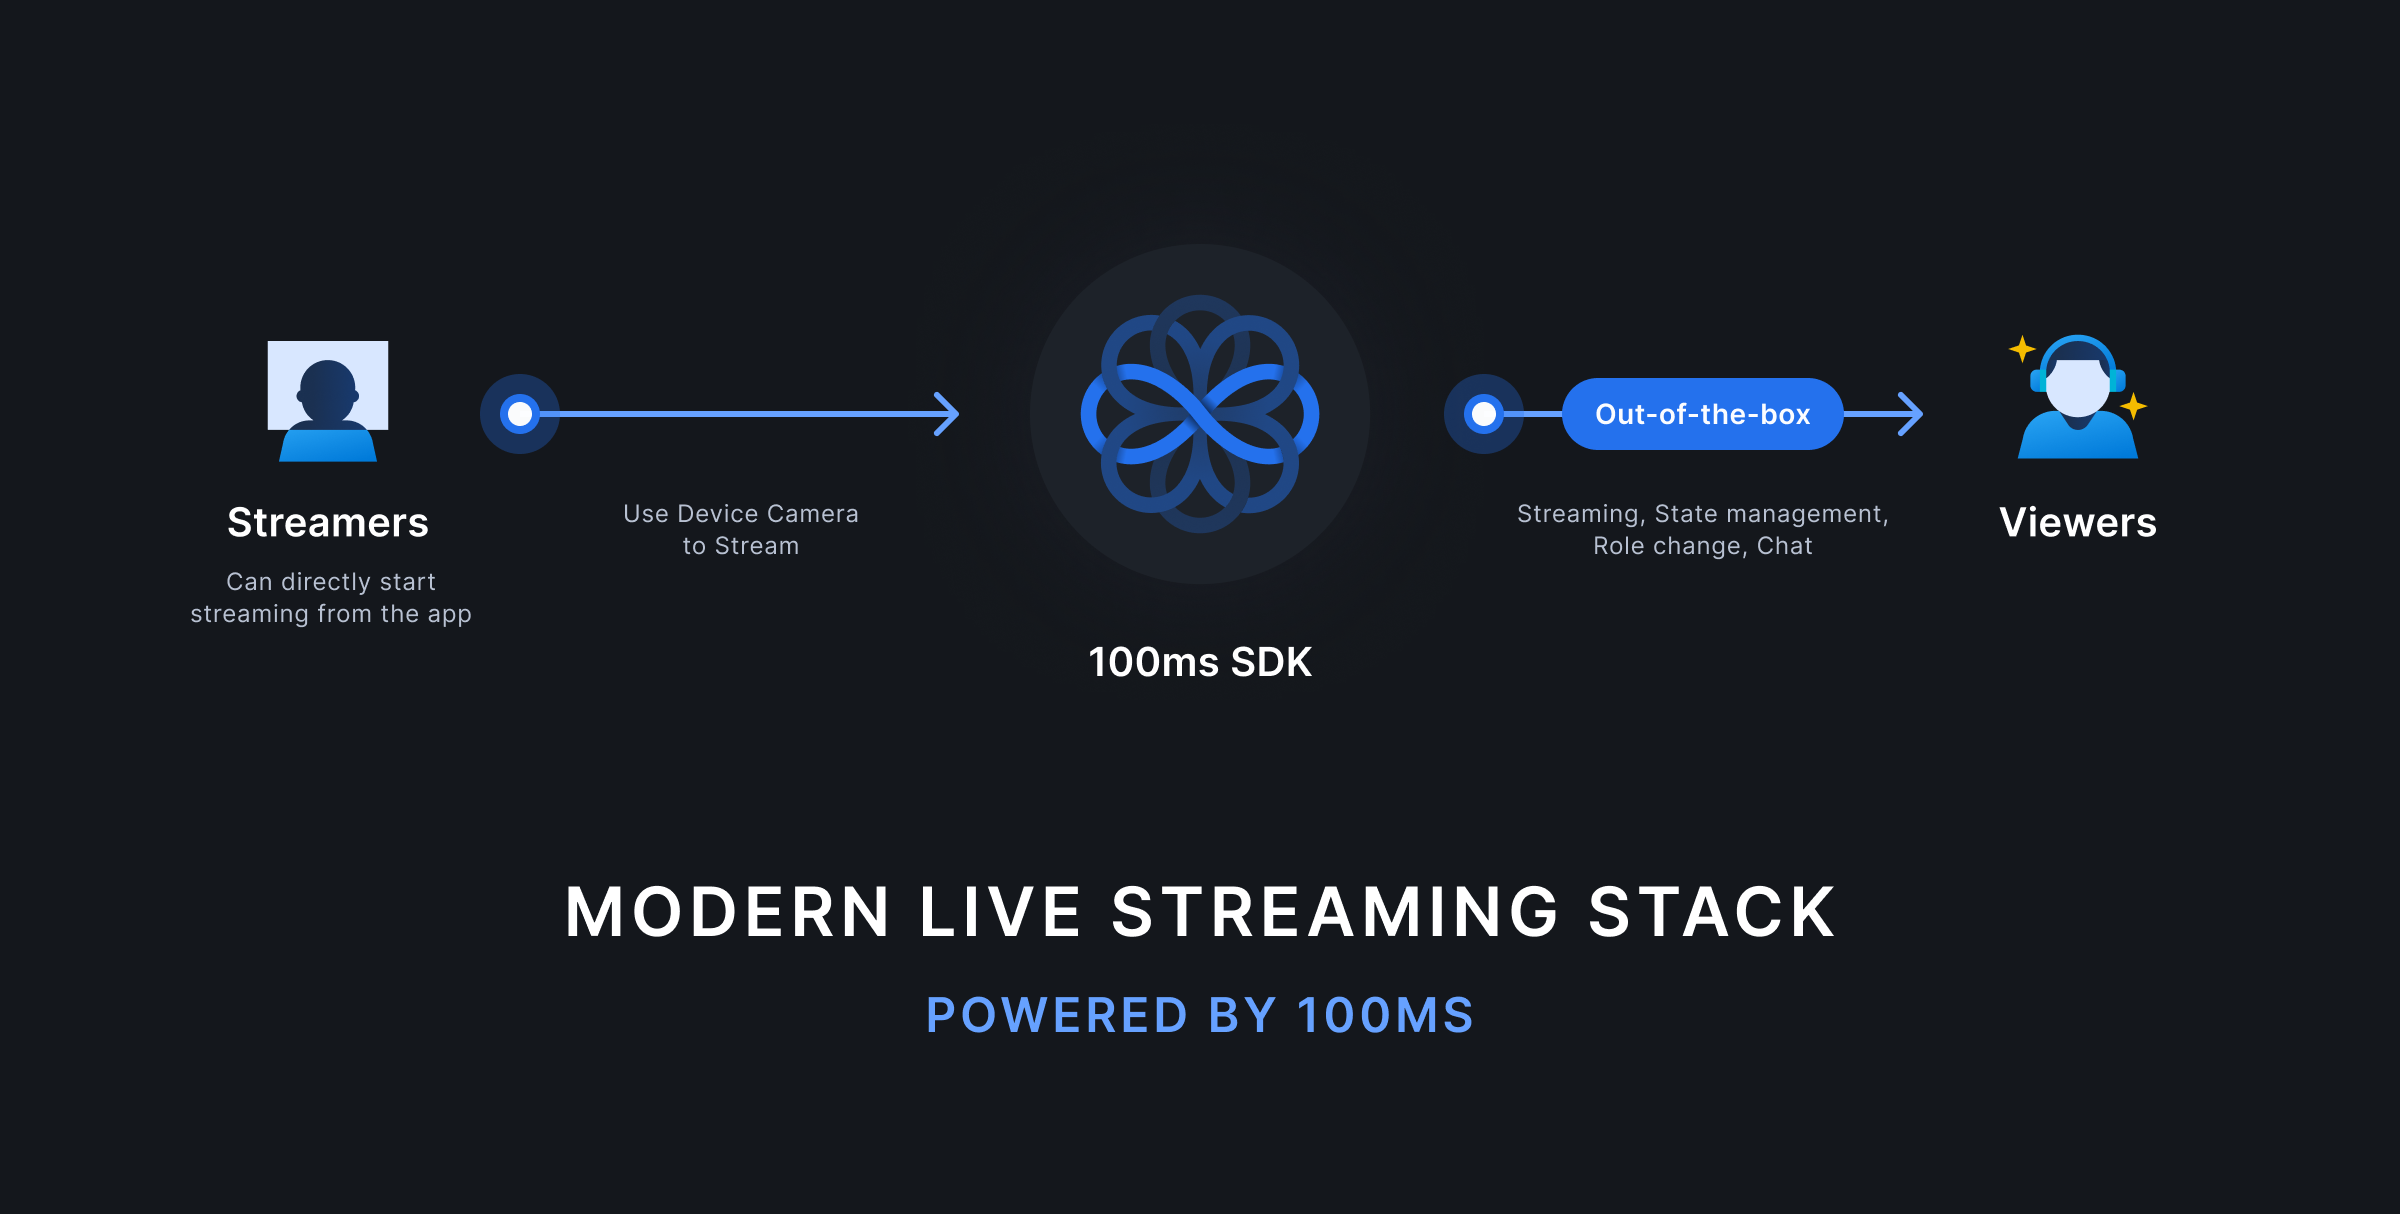 Streamers
Can directly start
streaming from the app
Use Device Camera
to Stream
100ms SDK
Out-of-the-box
Streaming, State management,
Role change, Chat
Viewers
MODERN LIVE STREAMING STACK
POWERED BY 100MS